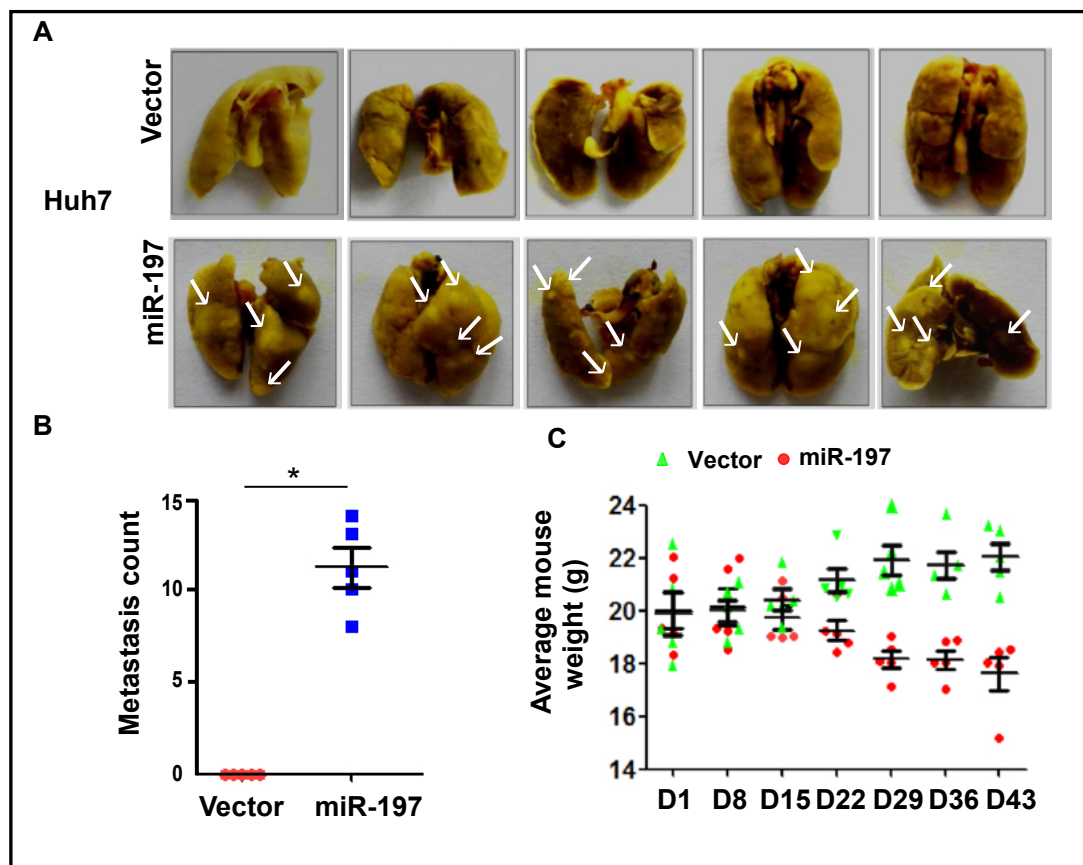 A
Vector
Huh7
miR-197
B
*
Metastasis count
15
10
5
0
Vector miR-197
C
Vector miR-197
Average mouse
weight (g)
24
22
20
18
16
14
D1 D8 D15 D22 D29 D36 D43